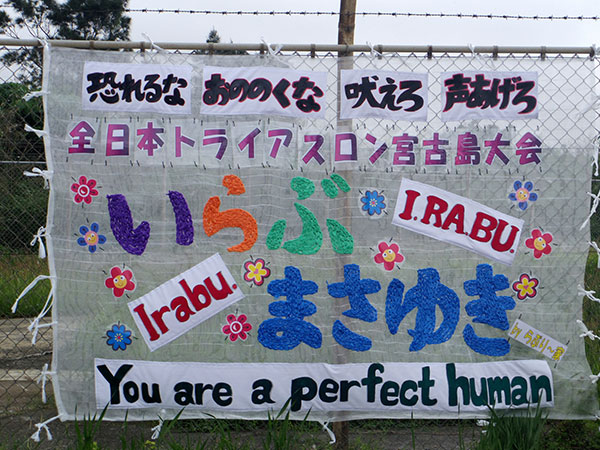 恐れるな おののくな 吠えろ 声あげろ
全日本トライアスロン宮古島大会
いらぶ
I.RABU.
Irabu.
まさゆき
You are a perfect human